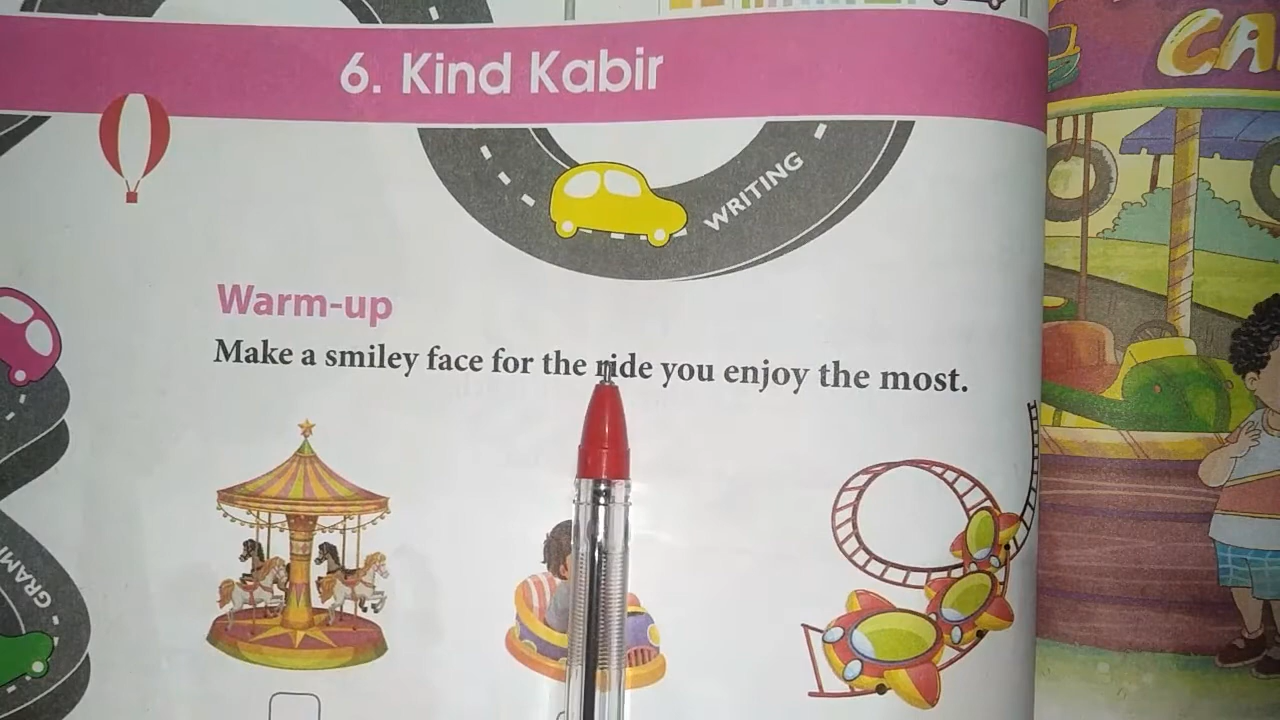 6. Kind Kabir
WRITING
Warm-up
Make a smiley face for the ride you enjoy the most.